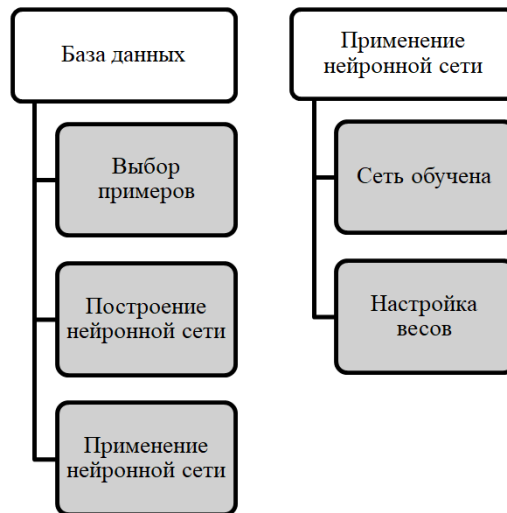 База данных
Выбор
примеров
Построение
нейронной сети
Применение
нейронной сети
Применение
нейронной сети
Сеть обучена
Настройка
весов